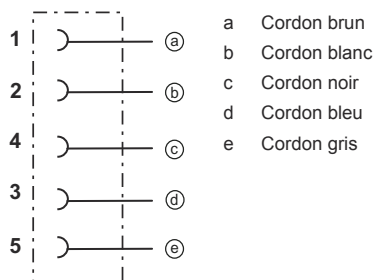 1 a
2 b
4 c
3 d
5 e
a Cordon brun
b Cordon blanc
c Cordon noir
d Cordon bleu
e Cordon gris